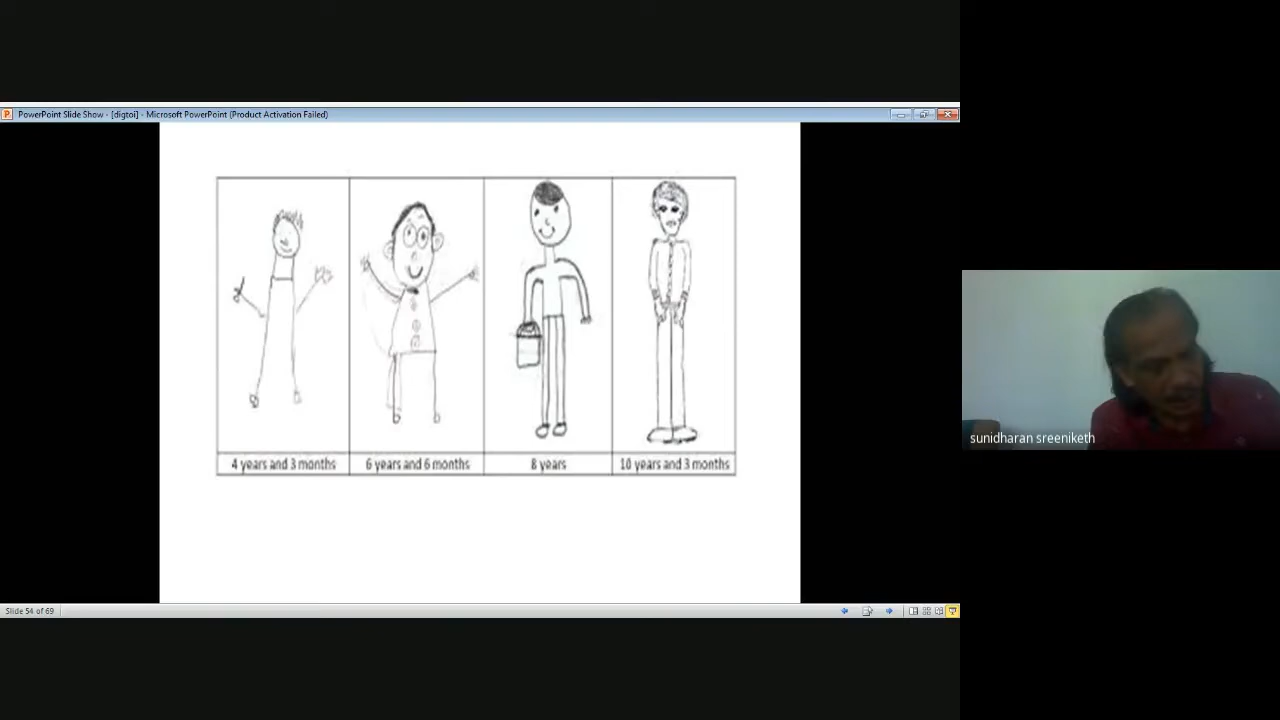 PowerPoint Slide Show - [digtoi] - Microsoft PowerPoint (Product Activation Failed)
4 years and 3 months
6 years and 6 months
8 years
10 years and 3 months
sunidharan sreeniketh
Slide 54 of 69